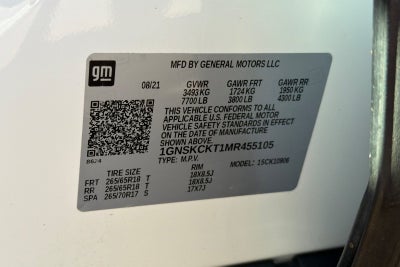 gm
MFD BY GENERAL MOTORS LLC
08/21 GVWR GAWR FRT GAWR RR
3493 KG 1724 KG 1950 KG
7700 LB 3800 LB 4300 LB
THIS VEHICLE CONFORMS TO ALL
APPLICABLE U.S. FEDERAL MOTOR
VEHICLE SAFETY STANDARDS IN EFFECT
ON THE DATE OF MANUFACTURE
SHOWN ABOVE.
1GNSKCKT1MR455105
TYPE: M.P.V. MODEL: 1SCK10906
TIRE SIZE RIM
FRT 265/65R18 T 18X8.5J
RR 265/65R18 T 18X8.5J
SPA 265/70R17 S 17X7J